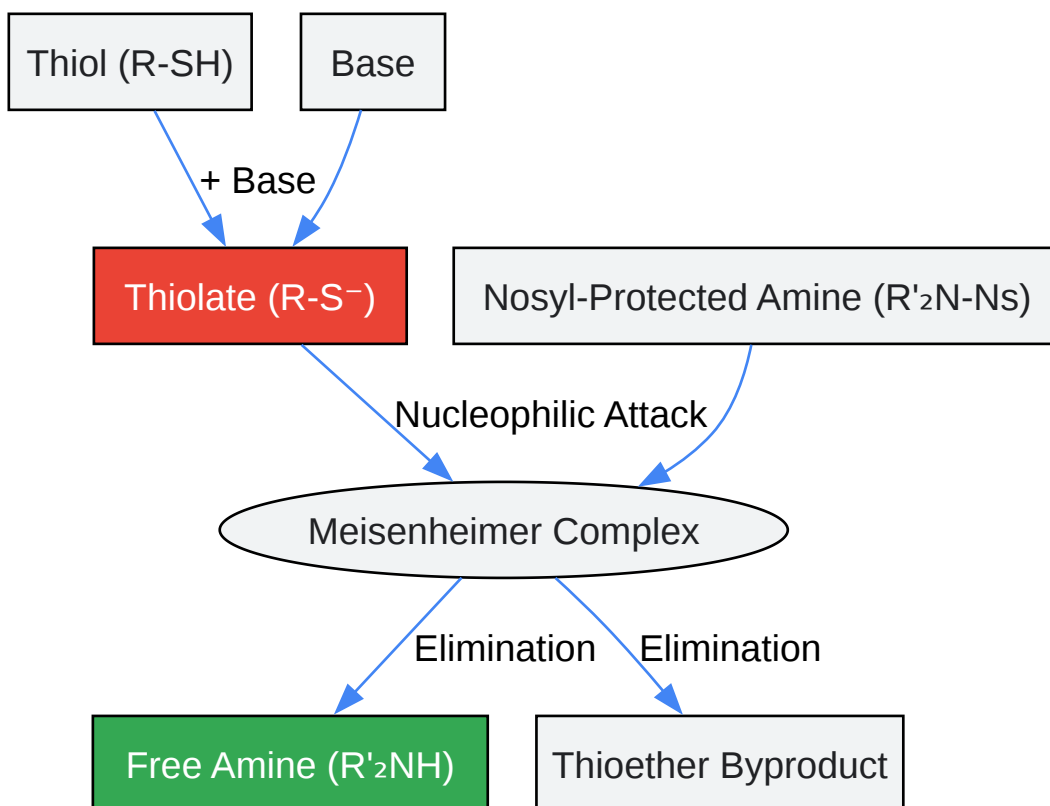 Thiol (R-SH)
Base
+ Base
Thiolate (R-S⁻)
Nosyl-Protected Amine (R'₂N-Ns)
Nucleophilic Attack
Meisenheimer Complex
Elimination
Elimination
Free Amine (R'₂NH)
Thioether Byproduct